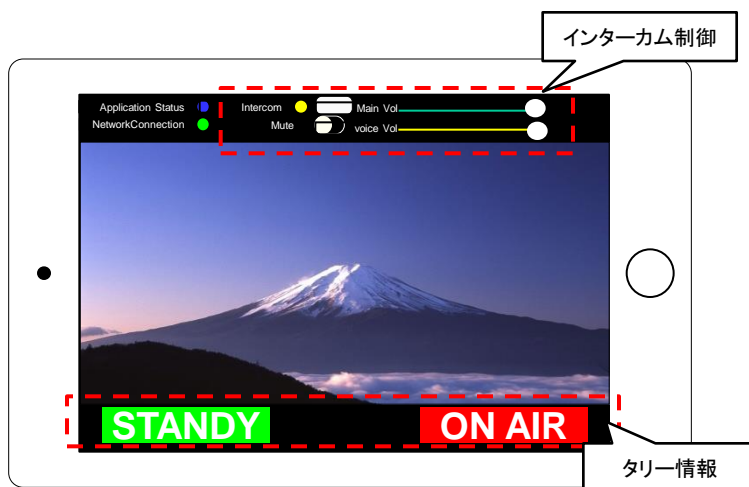 インターカム制御
Application Status Intercom Main Vol
NetworkConnection Mute voice Vol
STANDY ON AIR
タリー情報